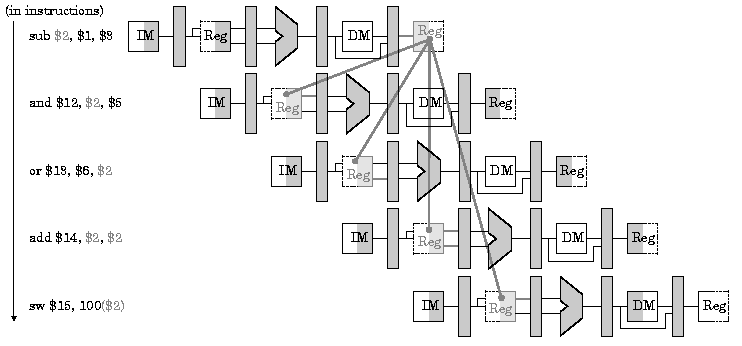 (in instructions)
sub $2, $1, $3 IM Reg DM Reg
and $12, $2, $5 IM Reg DM Reg
or $13, $6, $2 IM Reg DM Reg
add $14, $2, $2 IM Reg DM Reg
sw $15, 100($2) IM Reg DM Reg